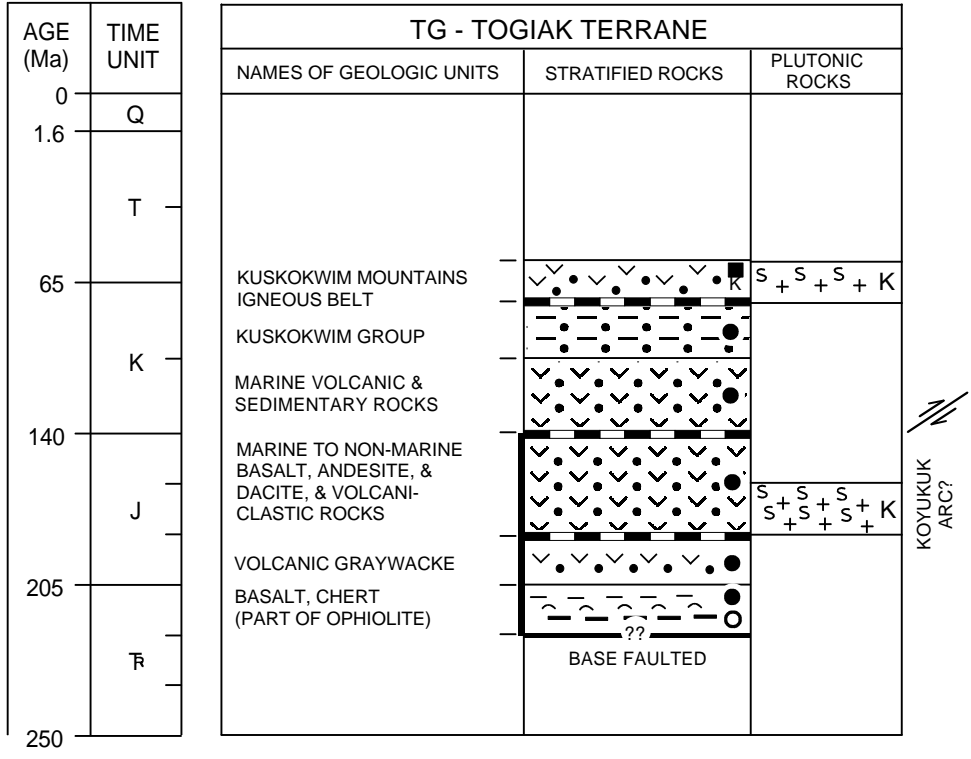 AGE
(Ma)
TIME
UNIT
TG - TOGIAK TERRANE
NAMES OF GEOLOGIC UNITS
STRATIFIED ROCKS
PLUTONIC
ROCKS
0
Q
1.6
T
65
K
140
J
205
TR
250
KUSKOKWIM MOUNTAINS
IGNEOUS BELT
KUSKOKWIM GROUP
MARINE VOLCANIC &
SEDIMENTARY ROCKS
MARINE TO NON-MARINE
BASALT, ANDESITE, &
DACITE, & VOLCANI-
CLASTIC ROCKS
VOLCANIC GRAYWACKE
BASALT, CHERT
(PART OF OPHIOLITE)
K
??
BASE FAULTED
S + S + S + K
S + S + S + K
S + S + S +
KOYUKUK
ARC?